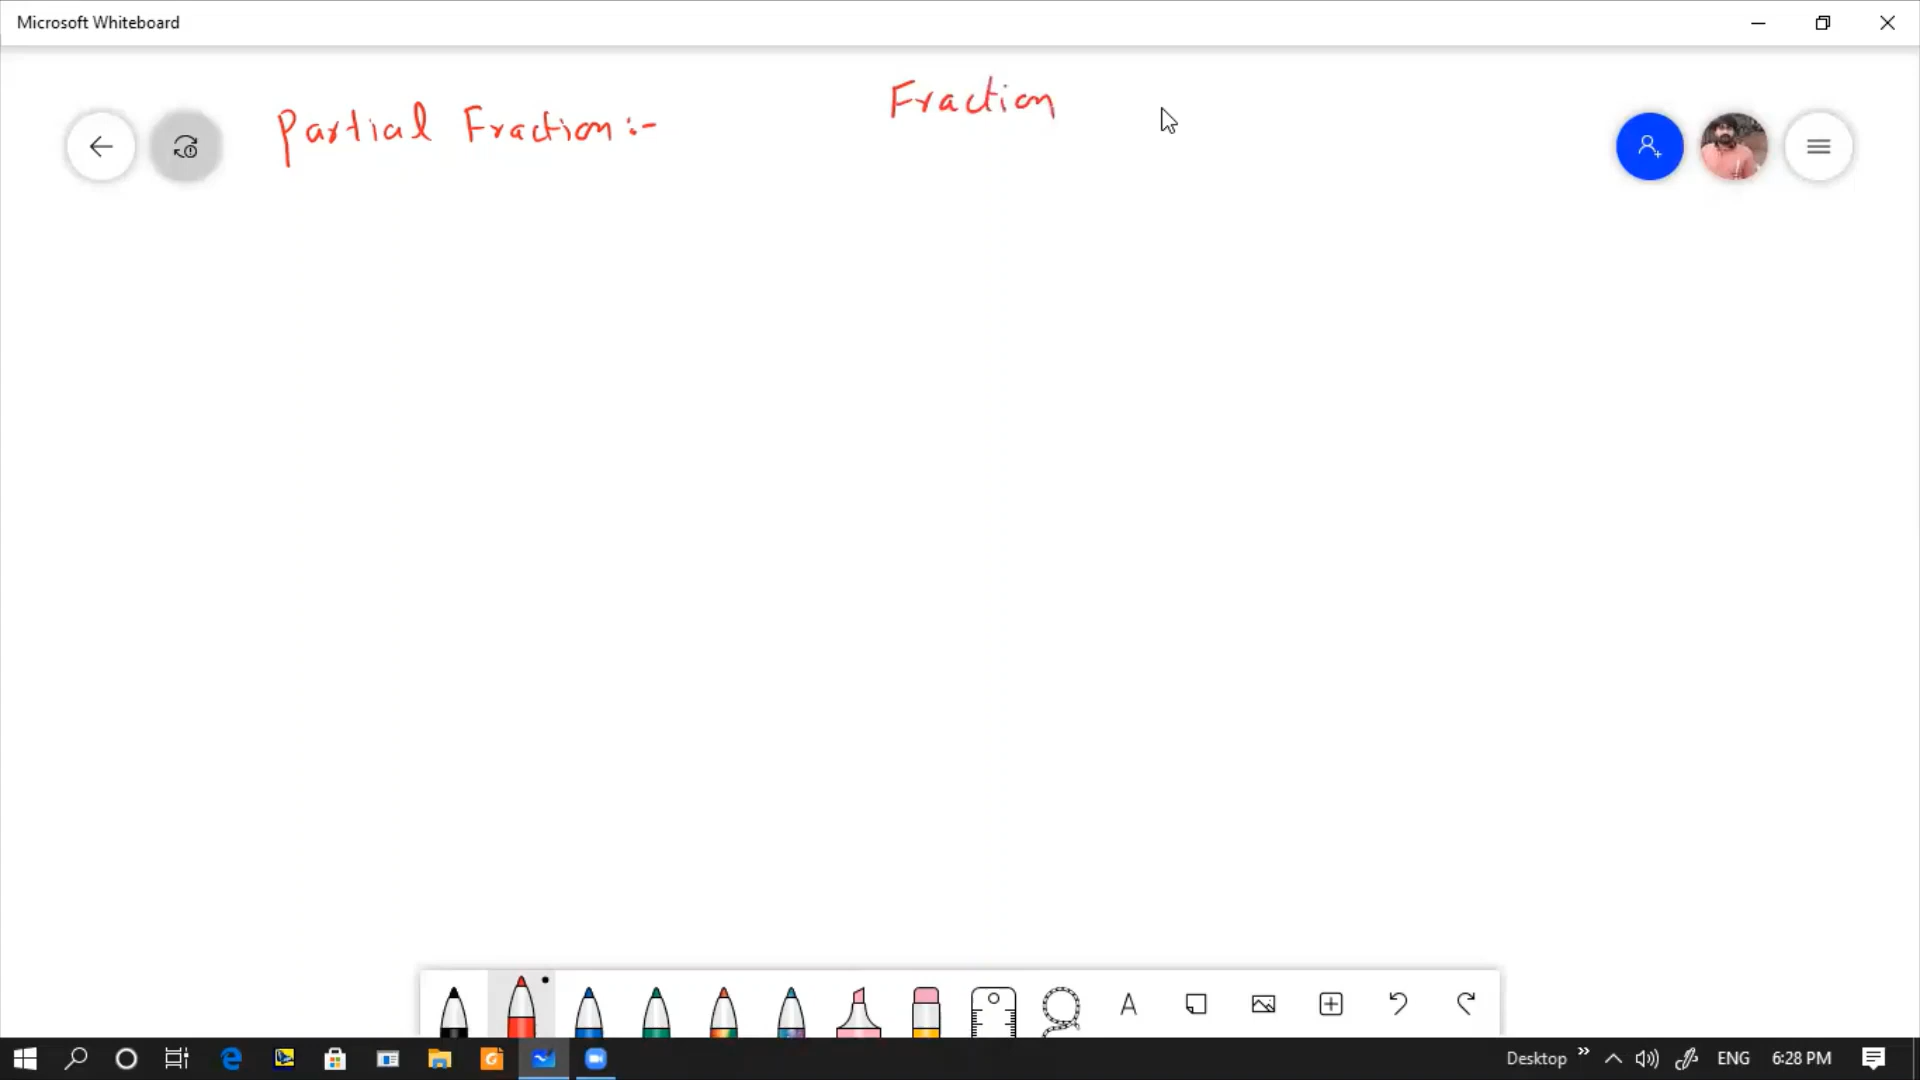 Microsoft Whiteboard
Fraction
Partial Fraction :-
A
Desktop
ENG
6:28 PM